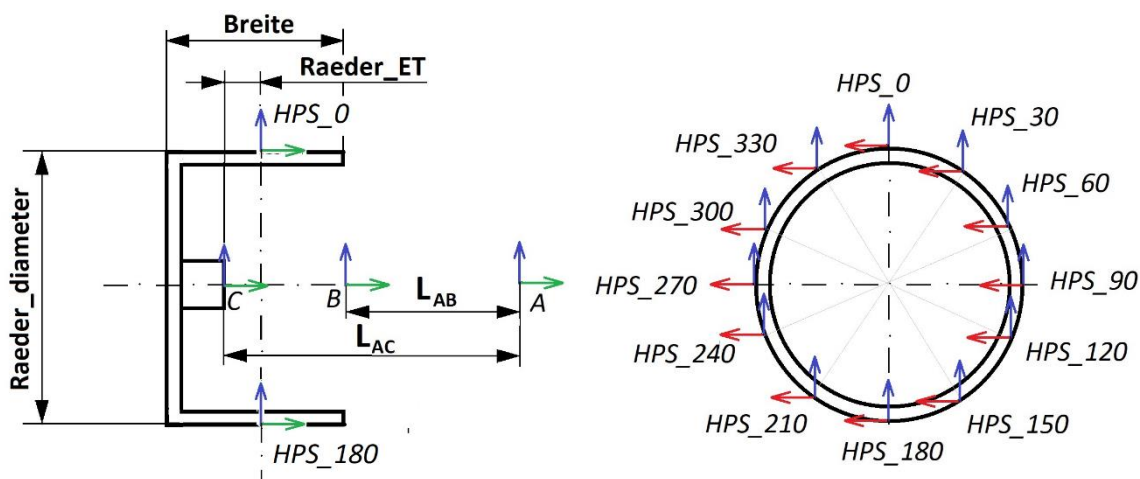 Breite
Raeder_ET
HPS_0
Raeder_diameter
C
B
A
L_AB
L_AC
HPS_180
HPS_0
HPS_30
HPS_330
HPS_60
HPS_300
HPS_270
HPS_90
HPS_240
HPS_120
HPS_210
HPS_150
HPS_180